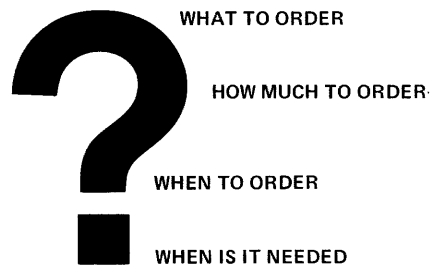 WHAT TO ORDER
HOW MUCH TO ORDER
WHEN TO ORDER
WHEN IS IT NEEDED